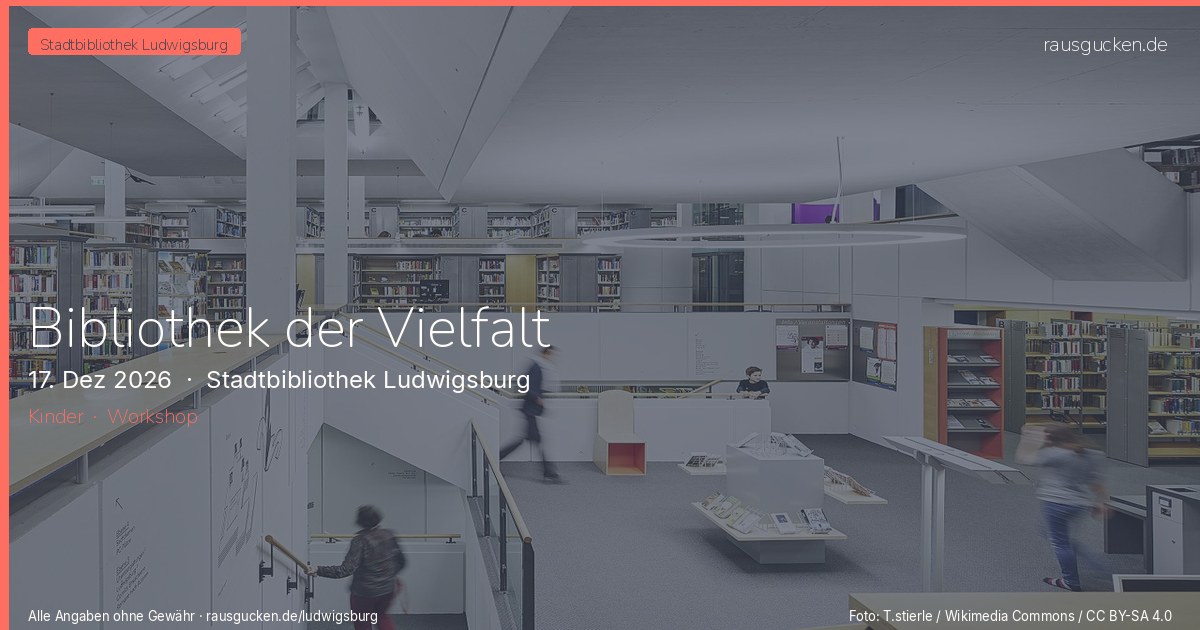 Stadtbibliothek Ludwigsburg
rausgucken.de
Bibliothek der Vielfalt
17. Dez 2026 · Stadtbibliothek Ludwigsburg
Kinder · Workshop
Alle Angaben ohne Gewähr · rausgucken.de/ludwigsburg
Foto: T.stierle / Wikimedia Commons / CC BY-SA 4.0